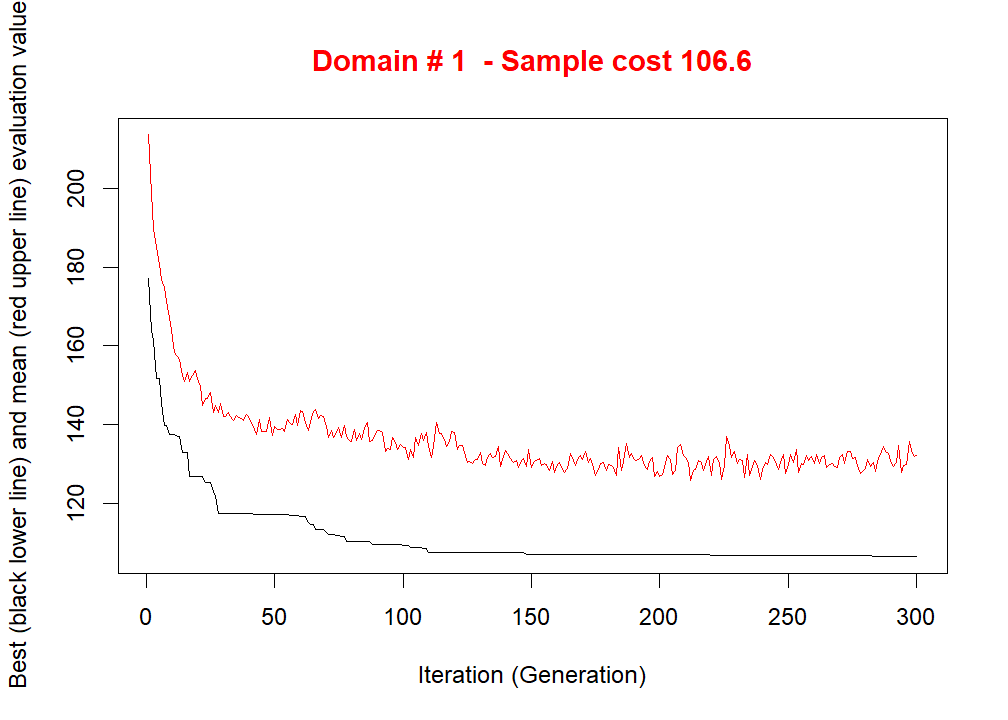 Domain # 1  - Sample cost 106.6
Best (black lower line) and mean (red upper line) evaluation value
200
180
160
140
120
0 50 100 150 200 250 300
Iteration (Generation)